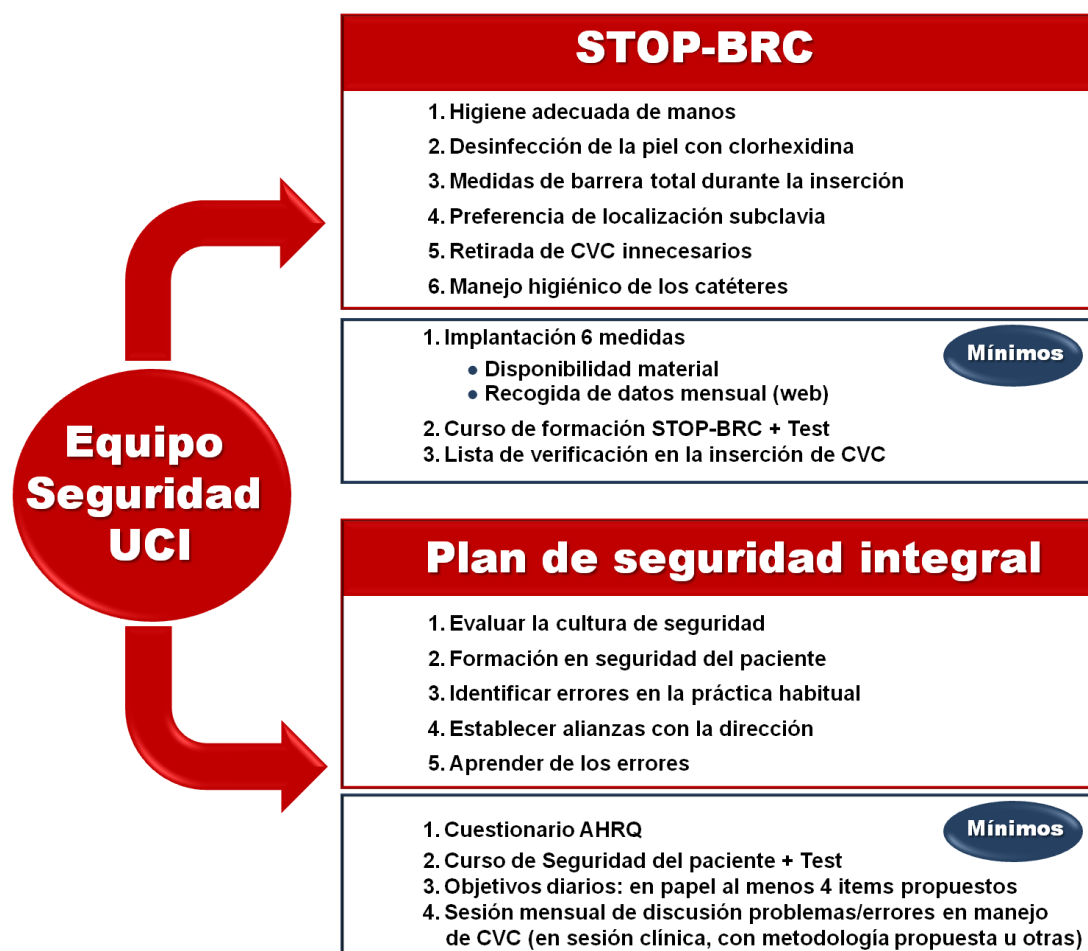 STOP-BRC
1. Higiene adecuada de manos
2. Desinfección de la piel con clorhexidina
3. Medidas de barrera total durante la inserción
4. Preferencia de localización subclavia
5. Retirada de CVC innecesarios
6. Manejo higiénico de los catéteres
1. Implantación 6 medidas
• Disponibilidad material
• Recogida de datos mensual (web)
2. Curso de formación STOP-BRC + Test
3. Lista de verificación en la inserción de CVC
Mínimos
Equipo
Seguridad
UCI
Plan de seguridad integral
1. Evaluar la cultura de seguridad
2. Formación en seguridad del paciente
3. Identificar errores en la práctica habitual
4. Establecer alianzas con la dirección
5. Aprender de los errores
1. Cuestionario AHRQ
2. Curso de Seguridad del paciente + Test
3. Objetivos diarios: en papel al menos 4 items propuestos
4. Sesión mensual de discusión problemas/errores en manejo
de CVC (en sesión clínica, con metodología propuesta u otras)
Mínimos